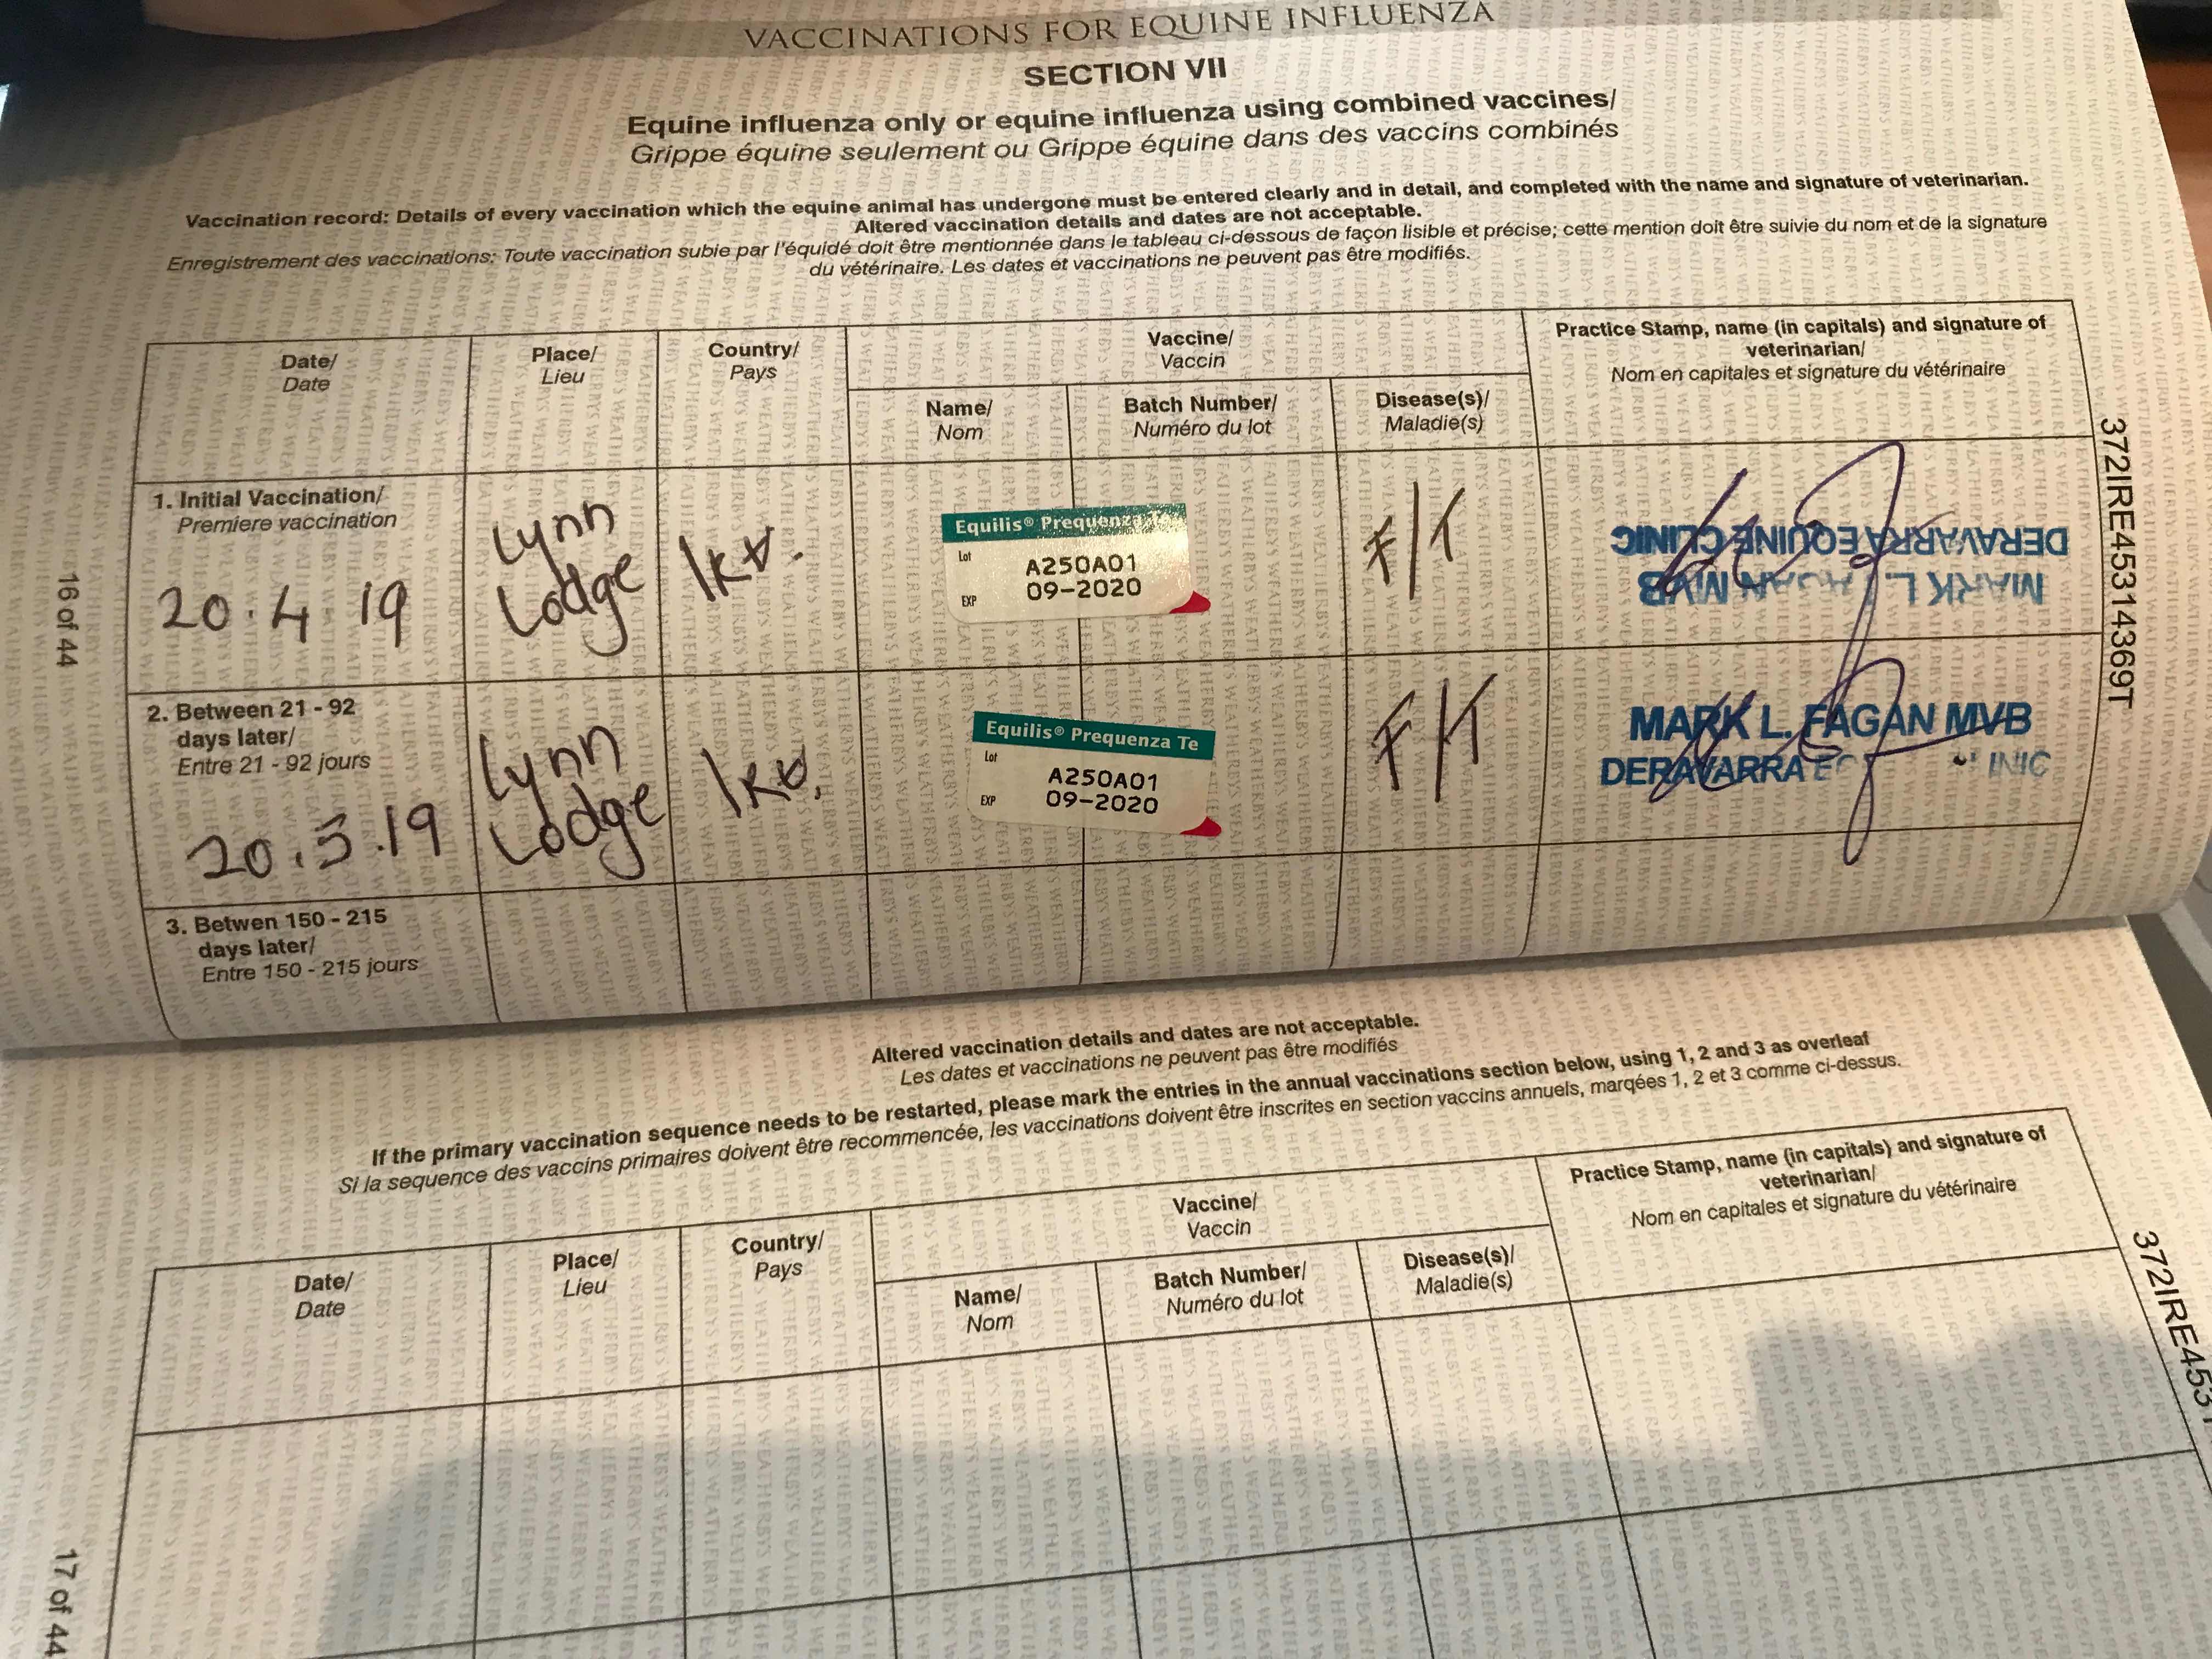 VACCINATIONS FOR EQUINE INFLUENZA
SECTION VII
Equine influenza only or equine influenza using combined vaccines/
Grippe équine seulement ou Grippe équine dans des vaccins combinés
Vaccination record: Details of every vaccination which the equine animal has undergone must be entered clearly and in detail, and completed with the name and signature of veterinarian.
Altered vaccination details and dates are not acceptable.
Enregistrement des vaccinations: Toute vaccination subie par l'équidé doit être mentionnée dans le tableau ci-dessous de façon lisible et précise; cette mention doit être suivie du nom et de la signature
du vétérinaire. Les dates et vaccinations ne peuvent pas être modifiés.
Date/
Date
Place/
Lieu
Country/
Pays
Vaccine/
Vaccin
Name/
Nom
Batch Number/
Numéro du lot
Disease(s)/
Maladie(s)
Practice Stamp, name (in capitals) and signature of
veterinarian/
Nom en capitales et signature du vétérinaire
1. Initial Vaccination/
Premiere vaccination
20.4 19
Lynn
Lodge
Equilis® Prequenza Te
Lot
A250A01
EXP
09-2020
F/T
MARK L. FAGAN MVB
DERAVARRA EQUINE CLINIC
2. Between 21 - 92
days later/
Entre 21 - 92 jours
20.5.19
Lynn
Lodge
Equilis® Prequenza Te
Lot
A250A01
EXP
09-2020
F/T
MARK L. FAGAN MVB
DERAVARRA
3. Betwen 150 - 215
days later/
Entre 150 - 215 jours
16 of 44
372IRE45314369T
Altered vaccination details and dates are not acceptable.
Les dates et vaccinations ne peuvent pas être modifiés
If the primary vaccination sequence needs to be restarted, please mark the entries in the annual vaccinations section below, using 1, 2 and 3 as overleaf
Si la sequence des vaccins primaires doivent être recommencée, les vaccinations doivent être inscrites en section vaccins annuels, marqées 1, 2 et 3 comme ci-dessus.
Date/
Date
Place/
Lieu
Country/
Pays
Vaccine/
Vaccin
Name/
Nom
Batch Number/
Numéro du lot
Disease(s)/
Maladie(s)
Practice Stamp, name (in capitals) and signature of
veterinarian/
Nom en capitales et signature du vétérinaire
17 of 44
372IRE453